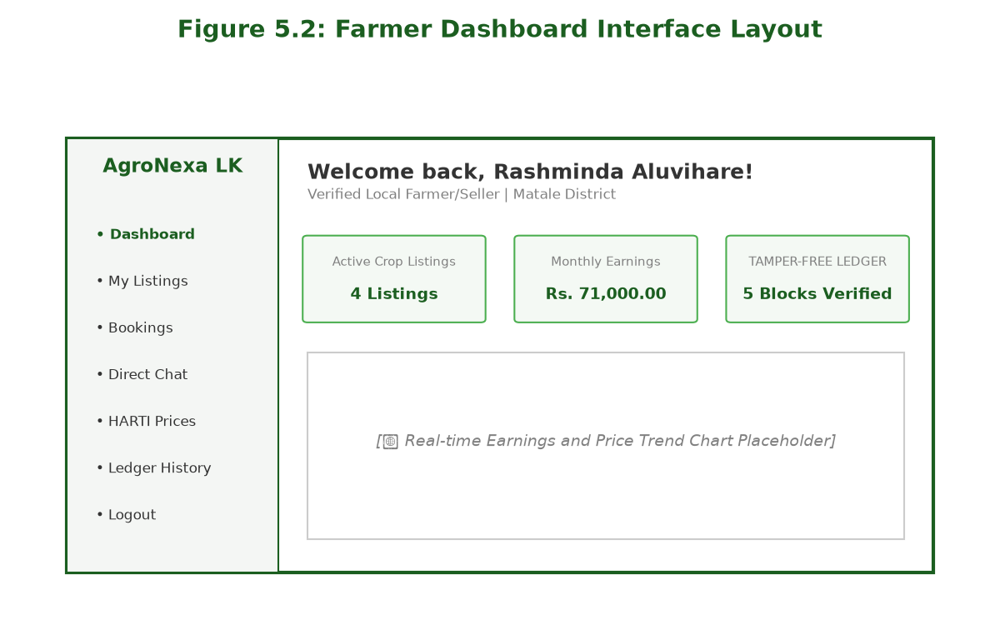 Figure 5.2: Farmer Dashboard Interface Layout
AgroNexa LK
• Dashboard
• My Listings
• Bookings
• Direct Chat
• HARTI Prices
• Ledger History
• Logout
Welcome back, Rashminda Aluvihare!
Verified Local Farmer/Seller | Matale District
Active Crop Listings
4 Listings
Monthly Earnings
Rs. 71,000.00
TAMPER-FREE LEDGER
5 Blocks Verified
[ Real-time Earnings and Price Trend Chart Placeholder]